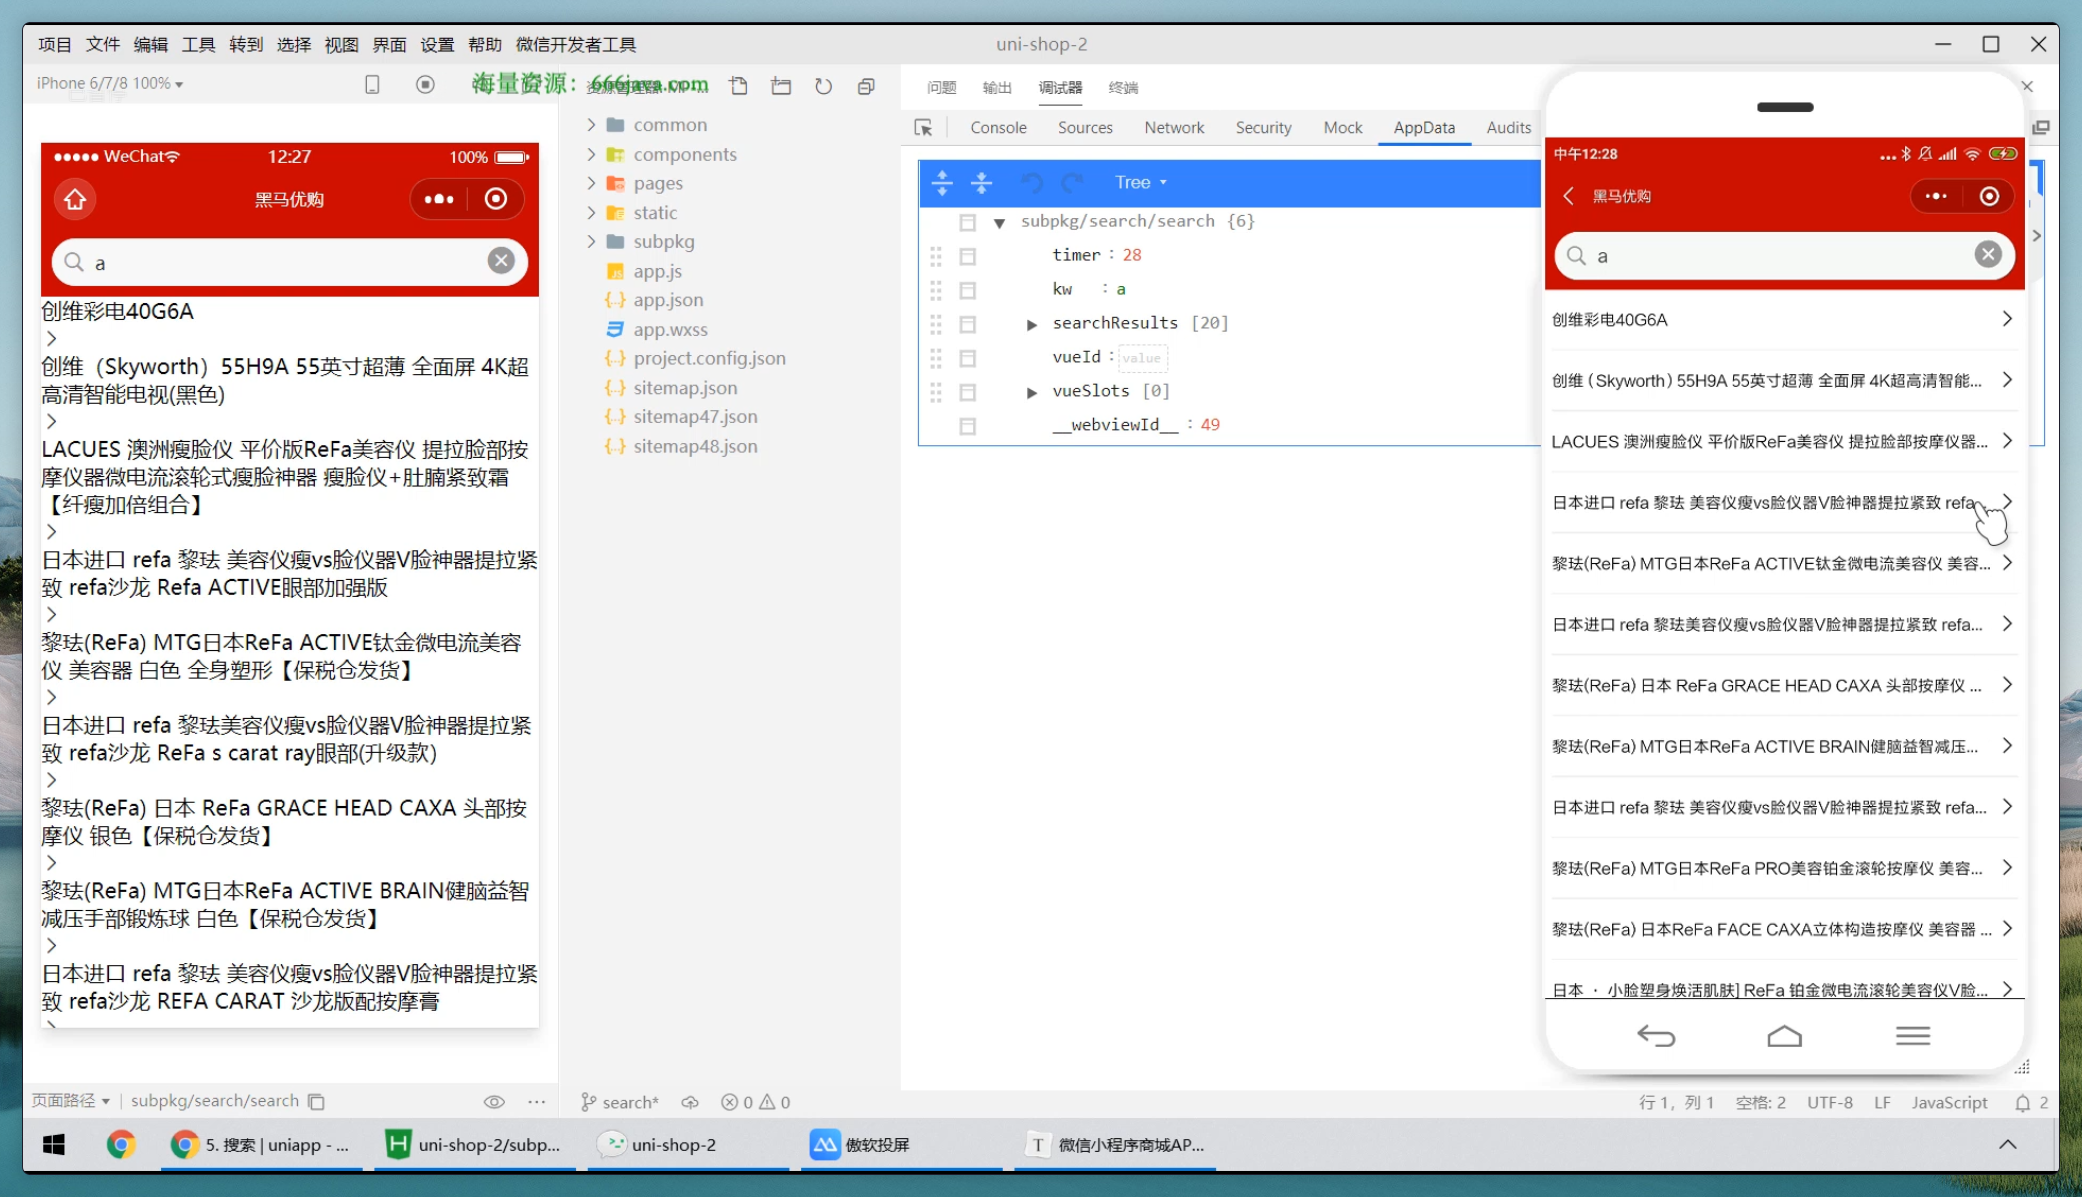 项目 文件 编辑 工具 转到 选择 视图 界面 设置 帮助 微信开发者工具
uni-shop-2
iPhone 6/7/8 100%
海量资源：666java.com
问题 输出 调试器 终端
Console Sources Network Security Mock AppData Audits
WeChat 12:27 100%
黑马优购
a
创维彩电40G6A
创维（Skyworth）55H9A 55英寸超薄 全面屏 4K超
高清智能电视(黑色)
LACUES 澳洲瘦脸仪 平价版ReFa美容仪 提拉脸部按
摩仪器微电流滚轮式瘦脸神器 瘦脸仪+肚腩紧致霜
【纤瘦加倍组合】
日本进口 refa 黎珐 美容仪瘦vs脸仪器V脸神器提拉紧
致 refa沙龙 Refa ACTIVE眼部加强版
黎珐(ReFa) MTG日本ReFa ACTIVE钛金微电流美容
仪 美容器 白色 全身塑形【保税仓发货】
日本进口 refa 黎珐美容仪瘦vs脸仪器V脸神器提拉紧
致 refa沙龙 ReFa s carat ray眼部(升级款)
黎珐(ReFa) 日本 ReFa GRACE HEAD CAXA 头部按
摩仪 银色【保税仓发货】
黎珐(ReFa) MTG日本ReFa ACTIVE BRAIN健脑益智
减压手部锻炼球 白色【保税仓发货】
日本进口 refa 黎珐 美容仪瘦vs脸仪器V脸神器提拉紧
致 refa沙龙 REFA CARAT 沙龙版配按摩膏
common
components
pages
static
subpkg
app.js
app.json
app.wxss
project.config.json
sitemap.json
sitemap47.json
sitemap48.json
Tree
subpkg/search/search {6}
timer : 28
kw : a
searchResults [20]
vueId : value
vueSlots [0]
__webviewId__ : 49
中午12:28
黑马优购
a
创维彩电40G6A
创维（Skyworth）55H9A 55英寸超薄 全面屏 4K超高清智能...
LACUES 澳洲瘦脸仪 平价版ReFa美容仪 提拉脸部按摩仪器...
日本进口 refa 黎珐 美容仪瘦vs脸仪器V脸神器提拉紧致 refa
黎珐(ReFa) MTG日本ReFa ACTIVE钛金微电流美容仪 美容...
日本进口 refa 黎珐美容仪瘦vs脸仪器V脸神器提拉紧致 refa...
黎珐(ReFa) 日本 ReFa GRACE HEAD CAXA 头部按摩仪 ...
黎珐(ReFa) MTG日本ReFa ACTIVE BRAIN健脑益智减压...
日本进口 refa 黎珐 美容仪瘦vs脸仪器V脸神器提拉紧致 refa...
黎珐(ReFa) MTG日本ReFa PRO美容铂金滚轮按摩仪 美容...
黎珐(ReFa) 日本ReFa FACE CAXA立体构造按摩仪 美容器 ...
日本 · 小脸塑身焕活肌肤] ReFa 铂金微电流滚轮美容仪V脸...
页面路径 subpkg/search/search
search* 0 0
行 1，列 1 空格: 2 UTF-8 LF JavaScript 2
5. 搜索 | uniapp - ...
uni-shop-2/subp...
uni-shop-2
傲软投屏
微信小程序商城AP...